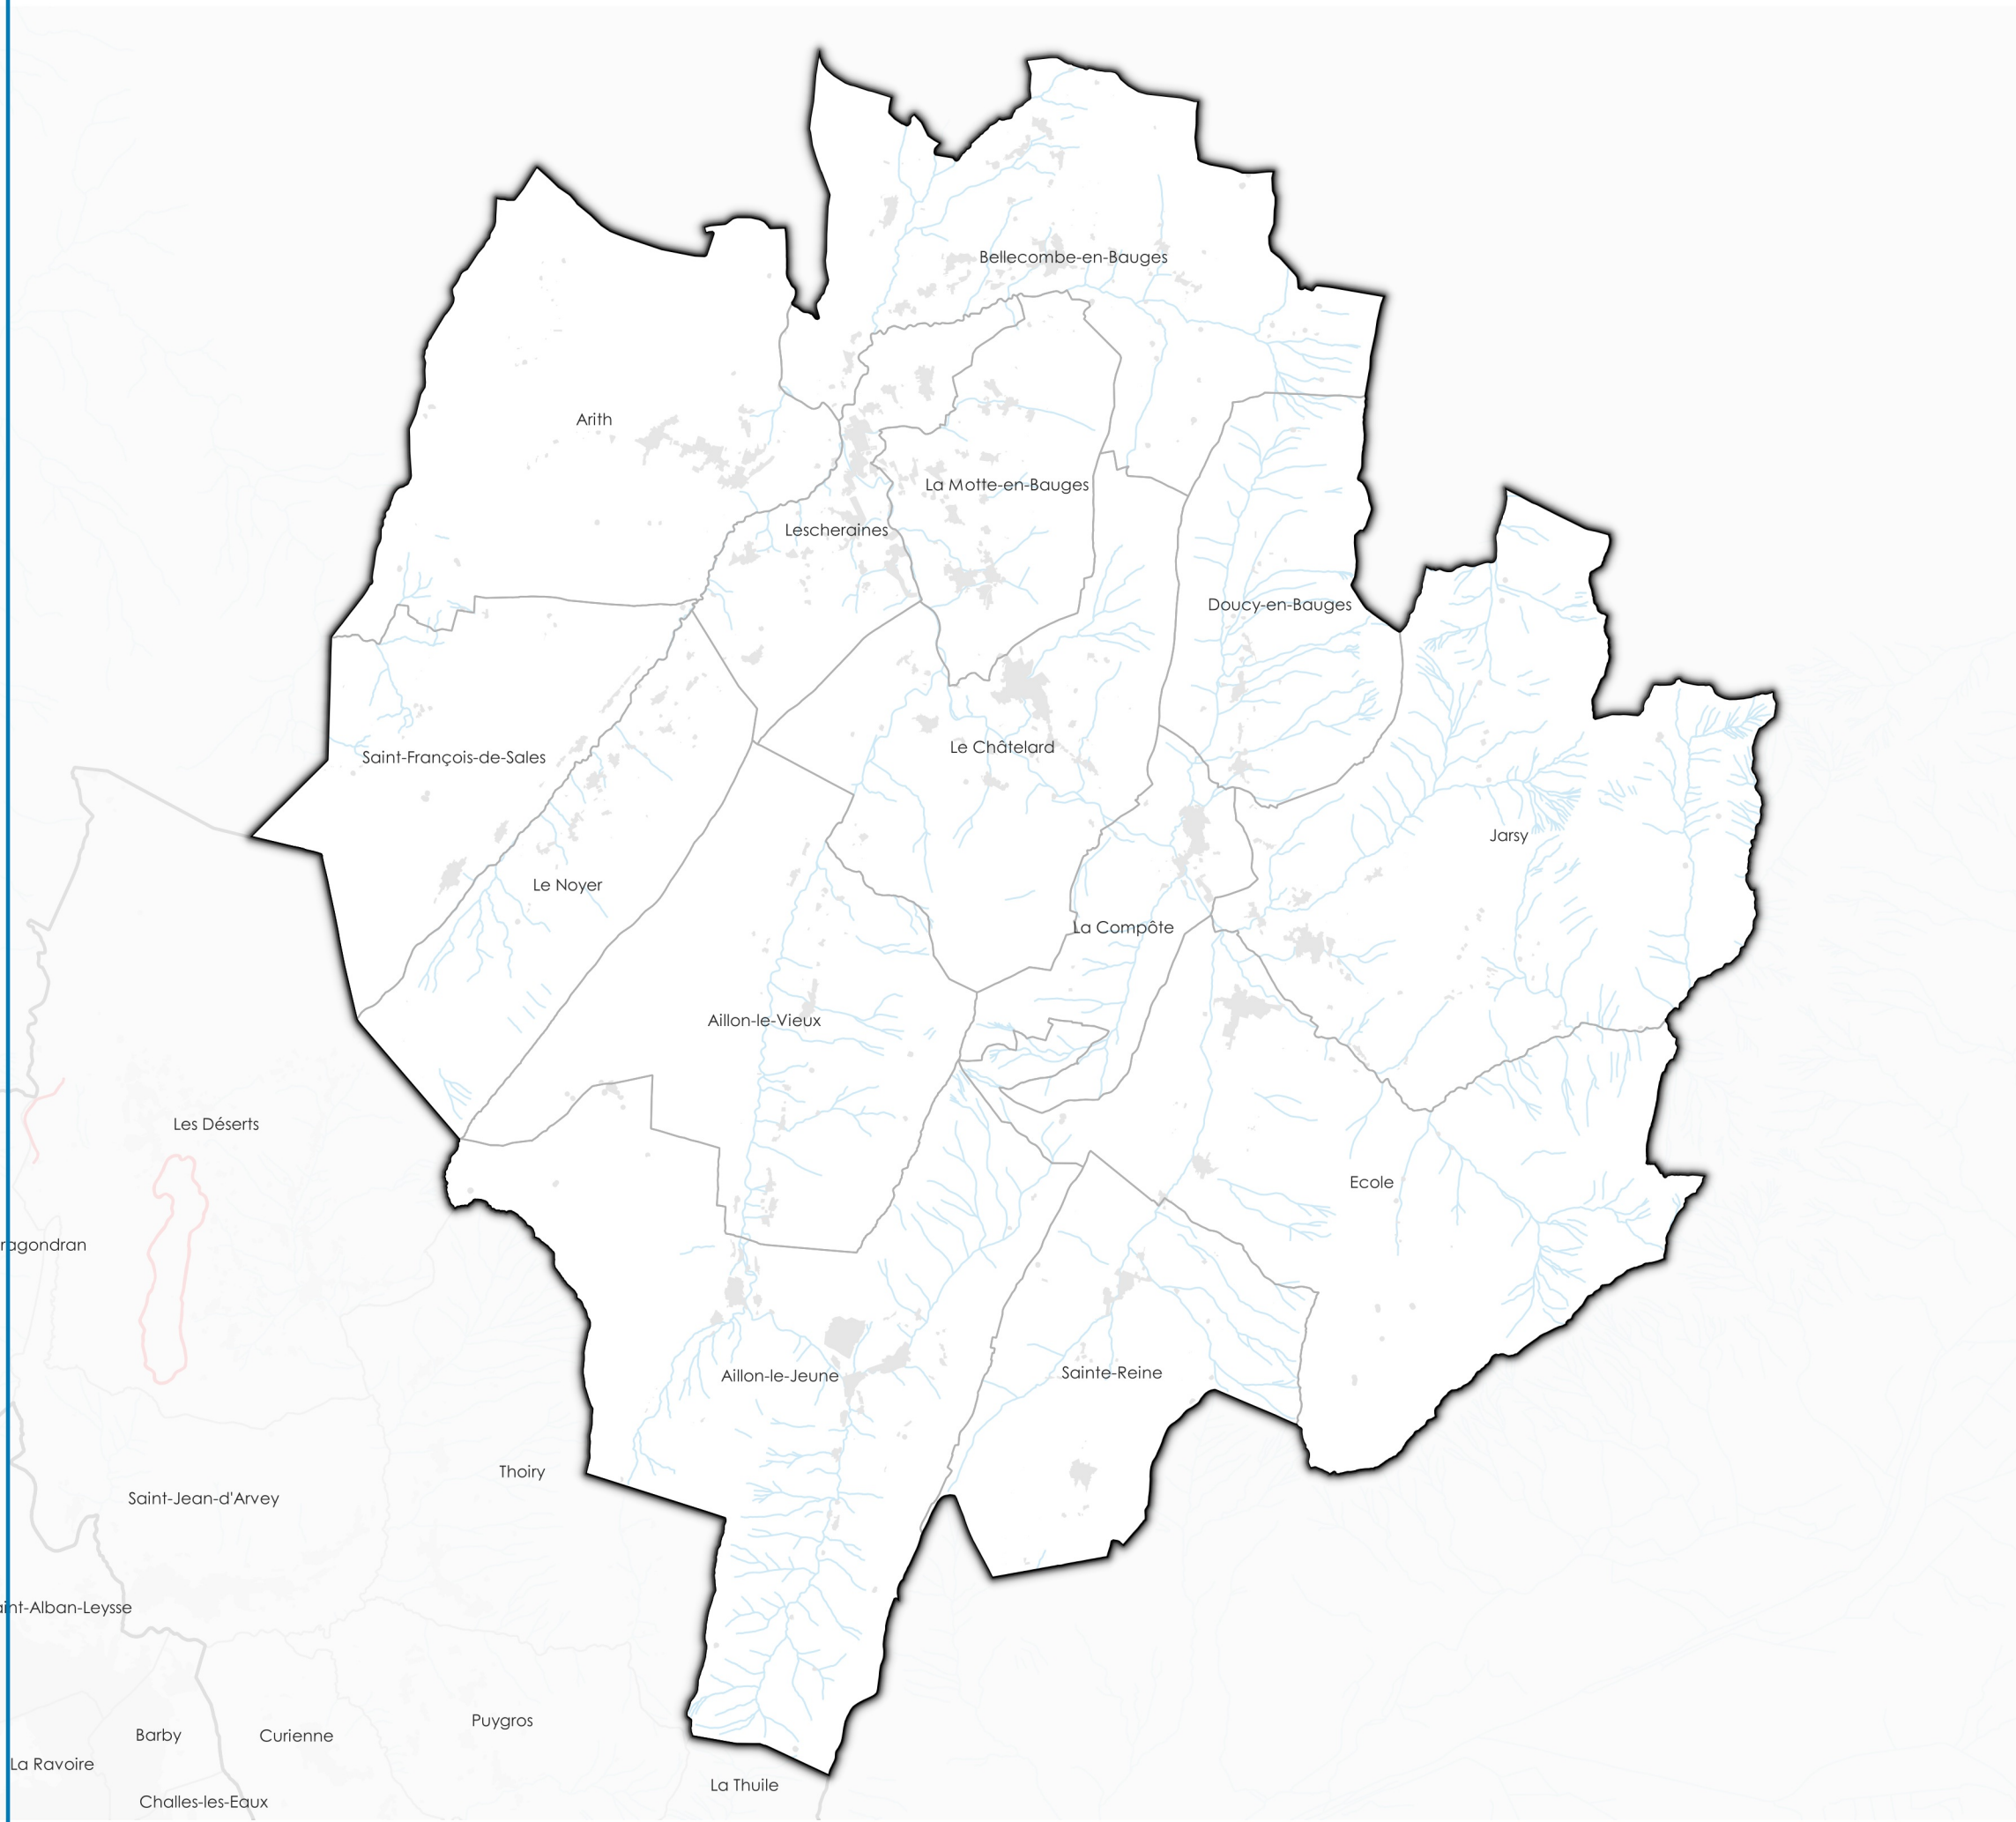 Bellecombe-en-Bauges
Arith
La Motte-en-Bauges
Lescheraines
Doucy-en-Bauges
Le Châtelard
Saint-François-de-Sales
Jarsy
Le Noyer
La Compôte
Aillon-le-Vieux
Les Déserts
Ecole
ragondran
Sainte-Reine
Aillon-le-Jeune
Thoiry
Saint-Jean-d'Arvey
aint-Alban-Leysse
Puygros
Barby
Curienne
La Ravoire
La Thuile
Challes-les-Eaux